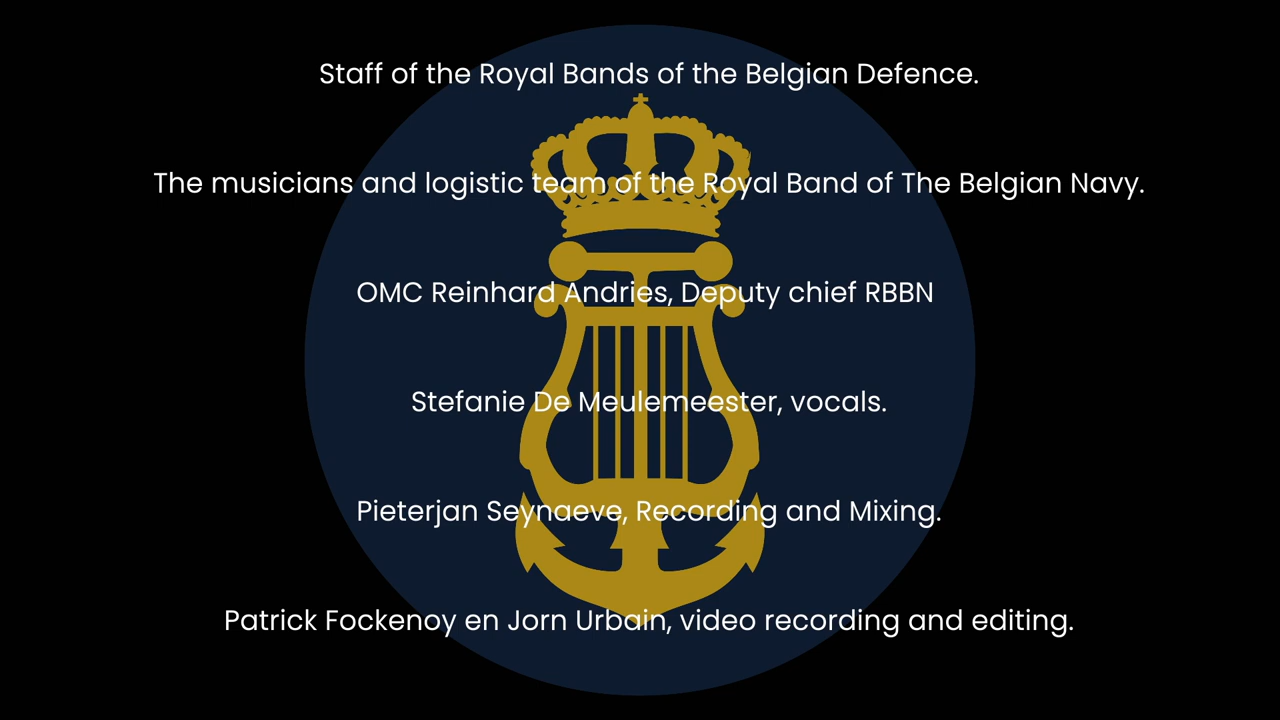 Staff of the Royal Bands of the Belgian Defence.
The musicians and logistic team of the Royal Band of The Belgian Navy.
OMC Reinhard Andries, Deputy chief RBBN
Stefanie De Meulemeester, vocals.
Pieterjan Seynaeve, Recording and Mixing.
Patrick Fockenoy en Jorn Urbain, video recording and editing.